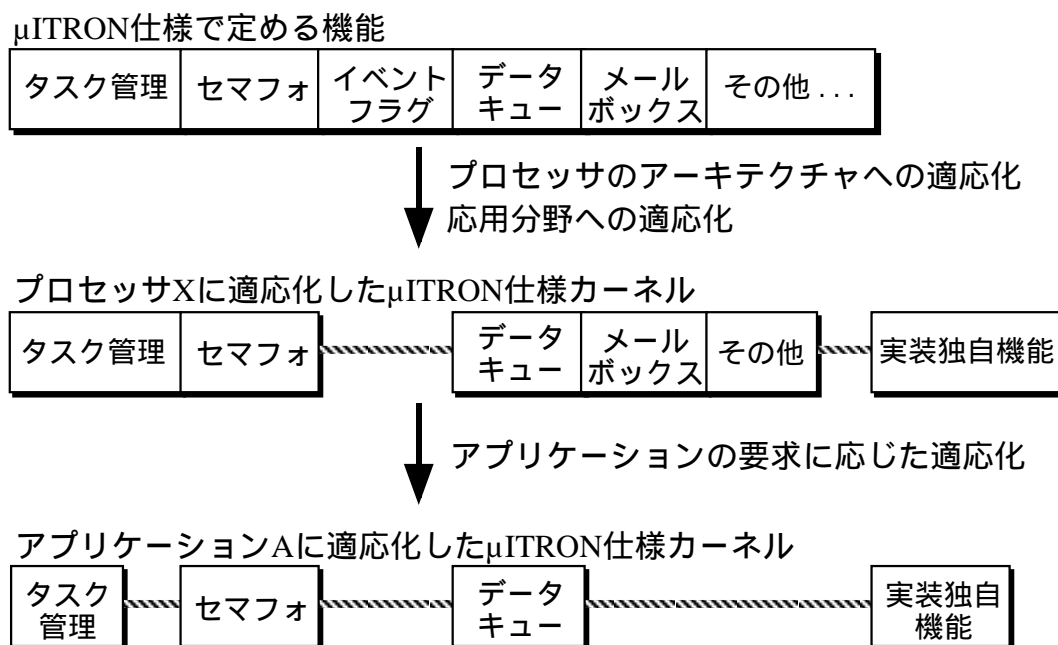 μITRON仕様で定める機能
タスク管理 セマフォ イベント フラグ データ キュー メール ボックス その他 . . .
プロセッサのアーキテクチャへの適応化
応用分野への適応化
プロセッサXに適応化したμITRON仕様カーネル
タスク管理 セマフォ データ キュー メール ボックス その他 実装独自機能
アプリケーションの要求に応じた適応化
アプリケーションAに適応化したμITRON仕様カーネル
タスク 管理 セマフォ データ キュー 実装独自 機能